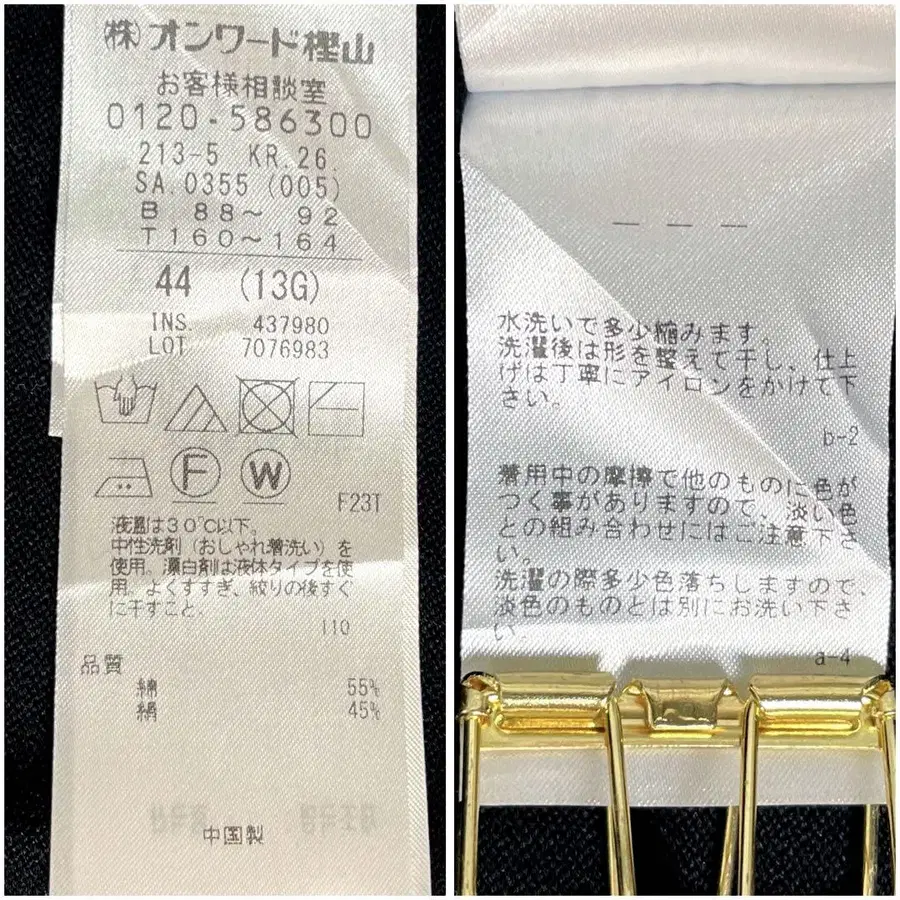 ㈱オンワード樫山
お客様相談室
0120-586300
213-5 KR.26.
SA.0355 (005)
B 88～ 92
T 160～164
44 (13G)
INS. 437980
LOT 7076983
F
W
F23T
液温は30℃以下。
中性洗剤（おしゃれ着洗い）を
使用。漂白剤は液体タイプを使
用。よくすすぎ、絞りの後すぐ
に干すこと。
110
品質
綿 55%
絹 45%
中国製
— — —
水洗いで多少縮みます。
洗濯後は形を整えて干し、仕上
げは丁寧にアイロンをかけて下
さい。
b-2
着用中の摩擦で他のものに色が
つく事がありますので、淡い色
との組み合わせにはご注意下さ
い。
洗濯の際多少色落ちしますので、
淡色のものとは別にお洗い下さ
い。
a-4